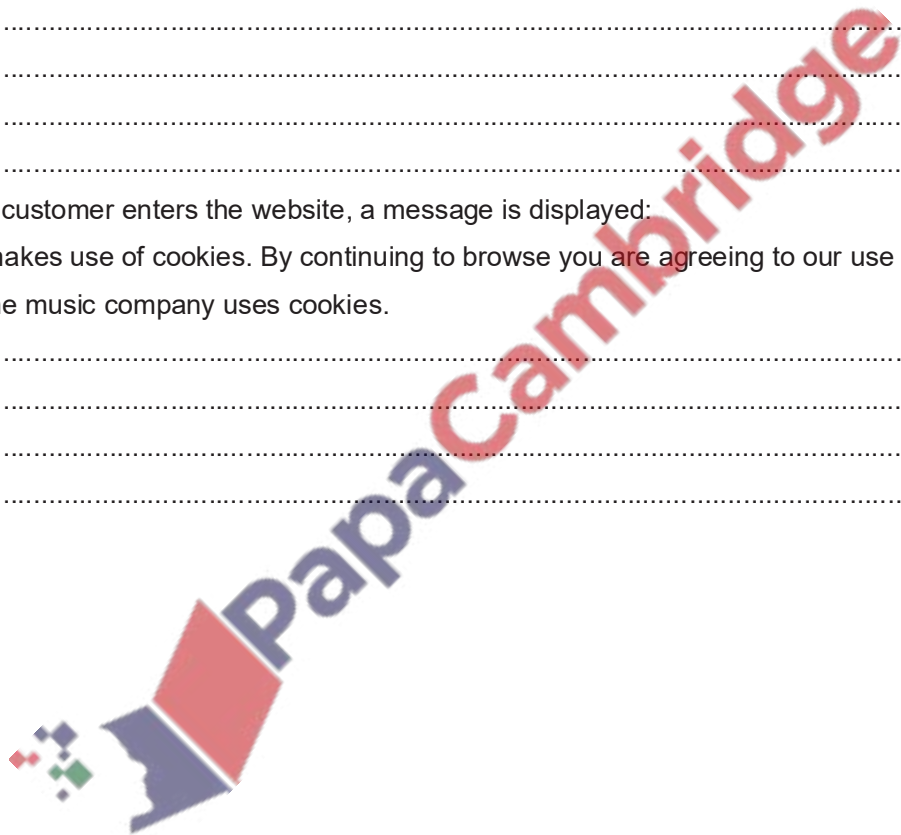 customer enters the website, a message is displayed:
makes use of cookies. By continuing to browse you are agreeing to our use
music company uses cookies.
PapaCambridge